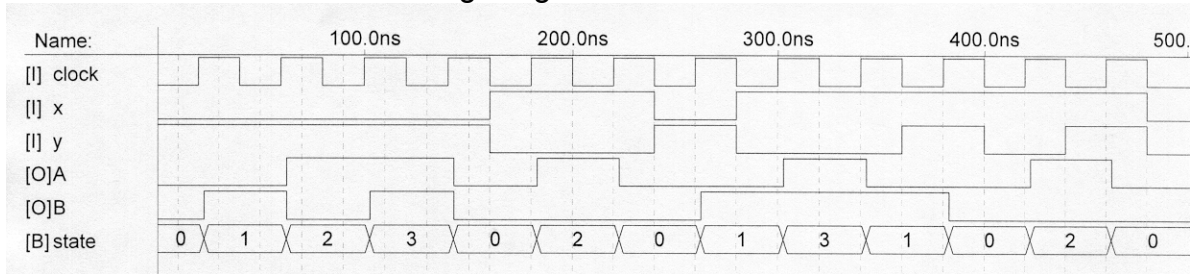 Name: 100.0ns 200.0ns 300.0ns 400.0ns 500.
[I] clock
[I] x
[I] y
[O]A
[O]B
[B] state 0 1 2 3 0 2 0 1 3 1 0 2 0